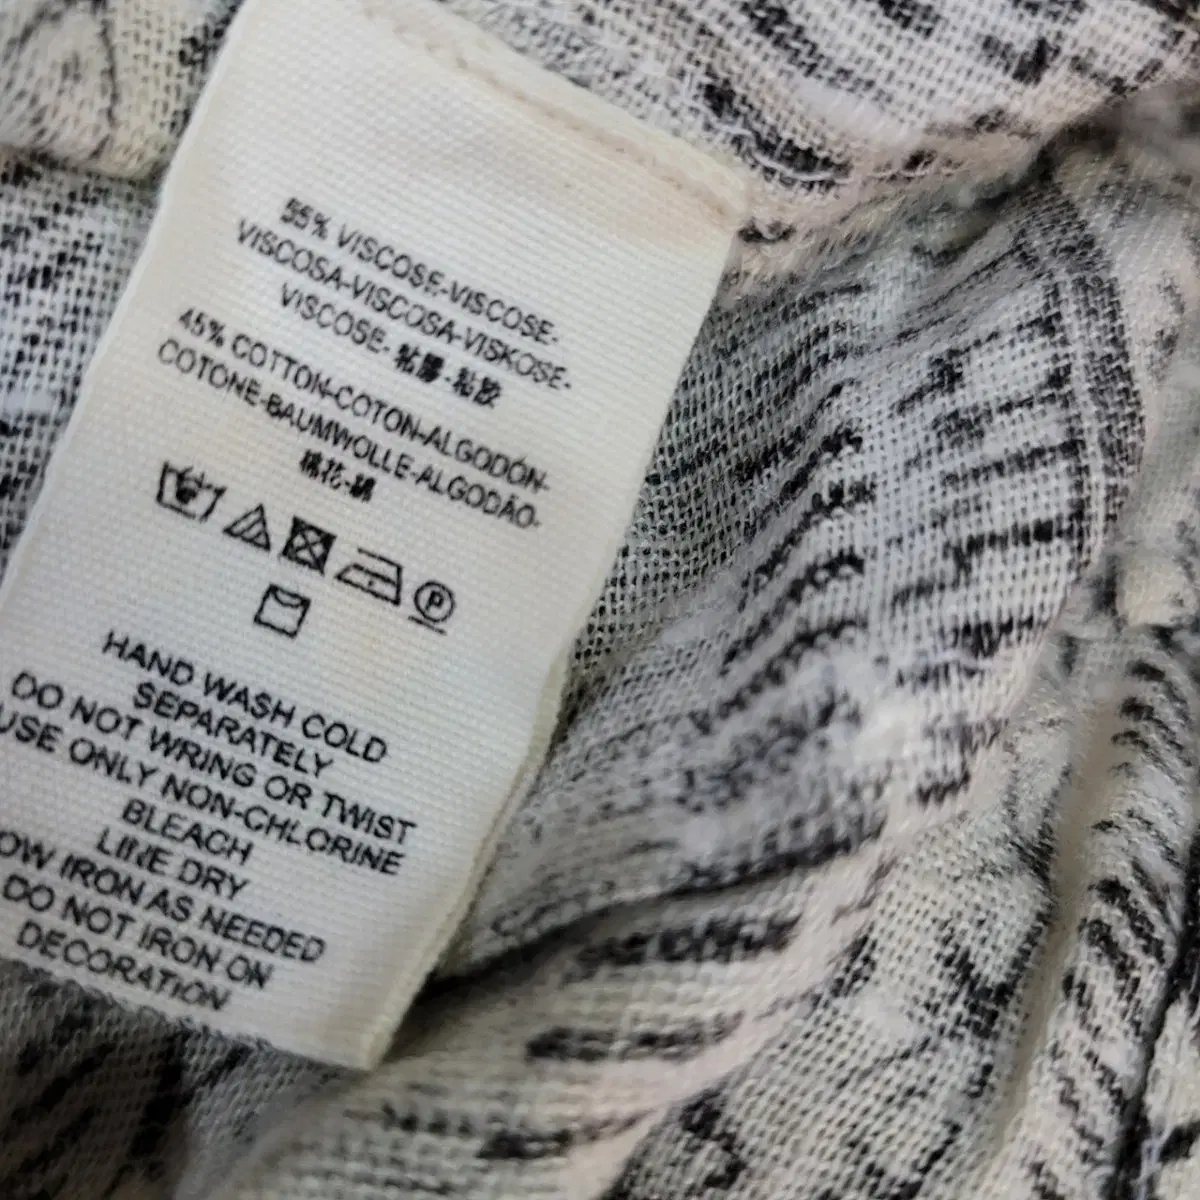 55% VISCOSE-VISCOSE-
VISCOSA-VISCOSA-VISKOSE-
VISCOSE- 粘膠-粘胶
45% COTTON-COTON-ALGODÓN-
COTONE-BAUMWOLLE-ALGODÃO-
棉花-綿
P
HAND WASH COLD
SEPARATELY
DO NOT WRING OR TWIST
USE ONLY NON-CHLORINE
BLEACH
LINE DRY
LOW IRON AS NEEDED
DO NOT IRON ON
DECORATION